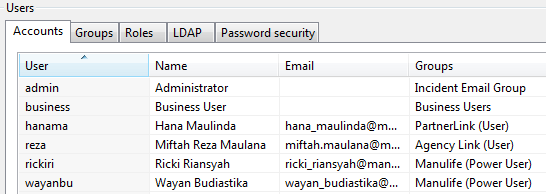 Users
Accounts Groups Roles LDAP Password security
User Name Email Groups
admin Administrator Incident Email Group
business Business User Business Users
hanama Hana Maulinda hana_maulinda@m... PartnerLink (User)
reza Miftah Reza Maulana miftah.maulana@m... Agency Link (User)
rickiri Ricki Riansyah ricki_riansyah@man... Manulife (Power User)
wayanbu Wayan Budiastika wayan_budiastika@... Manulife (Power User)